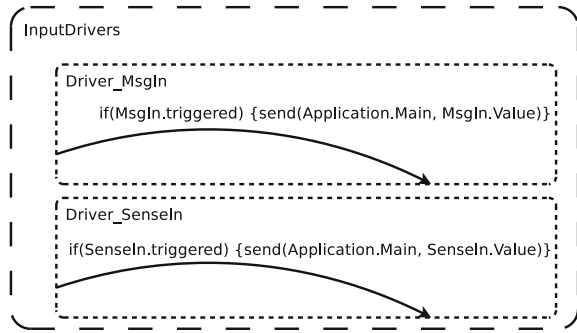 InputDrivers
Driver_MsgIn
if(MsgIn.triggered) {send(Application.Main, MsgIn.Value)}
Driver_SenseIn
if(SenseIn.triggered) {send(Application.Main, SenseIn.Value)}